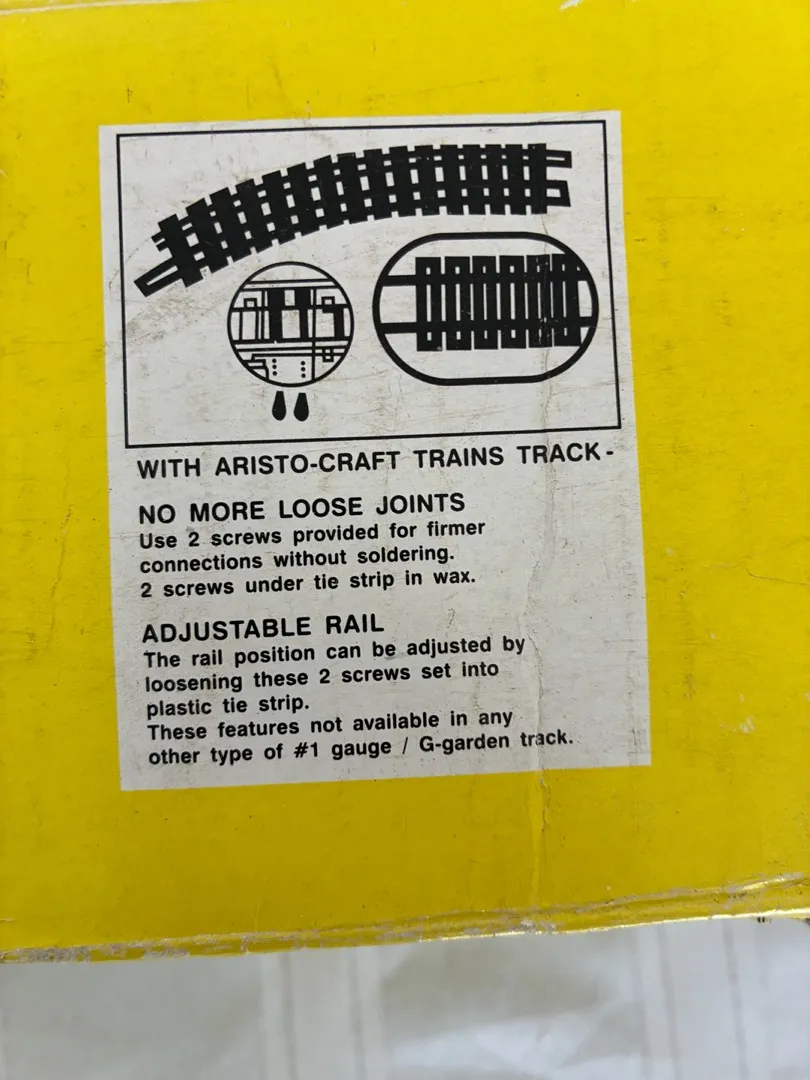 WITH ARISTO-CRAFT TRAINS TRACK-
NO MORE LOOSE JOINTS
Use 2 screws provided for firmer
connections without soldering.
2 screws under tie strip in wax.
ADJUSTABLE RAIL
The rail position can be adjusted by
loosening these 2 screws set into
plastic tie strip.
These features not available in any
other type of #1 gauge / G-garden track.